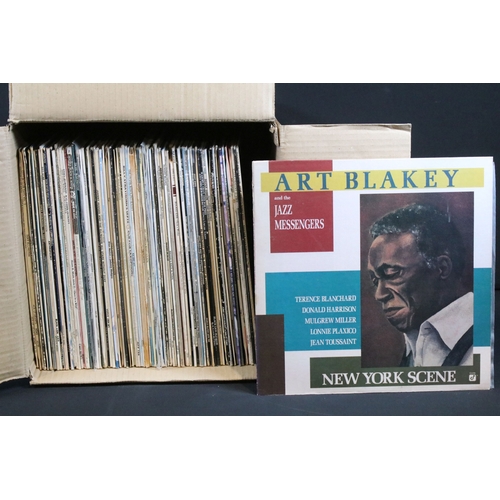 ART BLAKEY
and the
JAZZ
MESSENGERS
TERENCE BLANCHARD
DONALD HARRISON
MULGREW MILLER
LONNIE PLAXICO
JEAN TOUSSAINT
NEW YORK SCENE